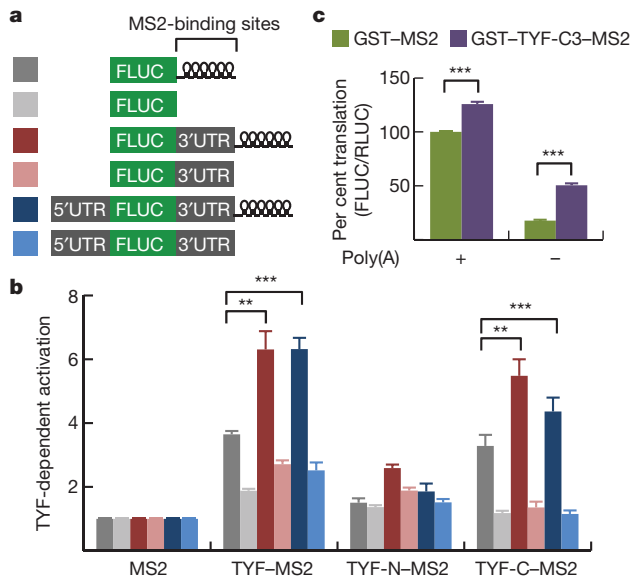 a
MS2-binding sites
FLUC
FLUC
FLUC 3′UTR
FLUC 3′UTR
5′UTR FLUC 3′UTR
5′UTR FLUC 3′UTR
c
GST–MS2 GST–TYF-C3–MS2
Per cent translation
(FLUC/RLUC)
150
100
50
***
***
Poly(A) + −
b
TYF-dependent activation
8
6
4
2
** ***
** ***
MS2 TYF–MS2 TYF-N–MS2 TYF-C–MS2